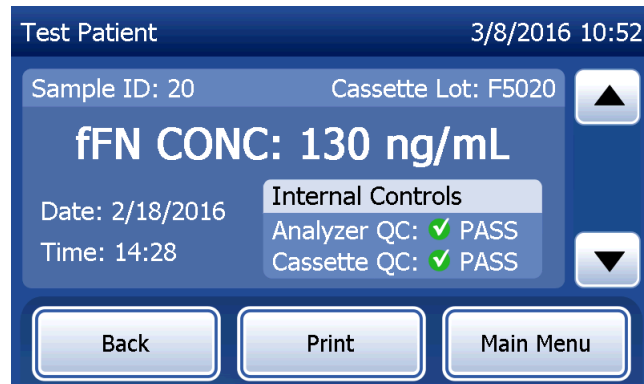 Test Patient 3/8/2016 10:52
Sample ID: 20 Cassette Lot: F5020
fFN CONC: 130 ng/mL
Date: 2/18/2016
Time: 14:28
Internal Controls
Analyzer QC: PASS
Cassette QC: PASS
Back Print Main Menu